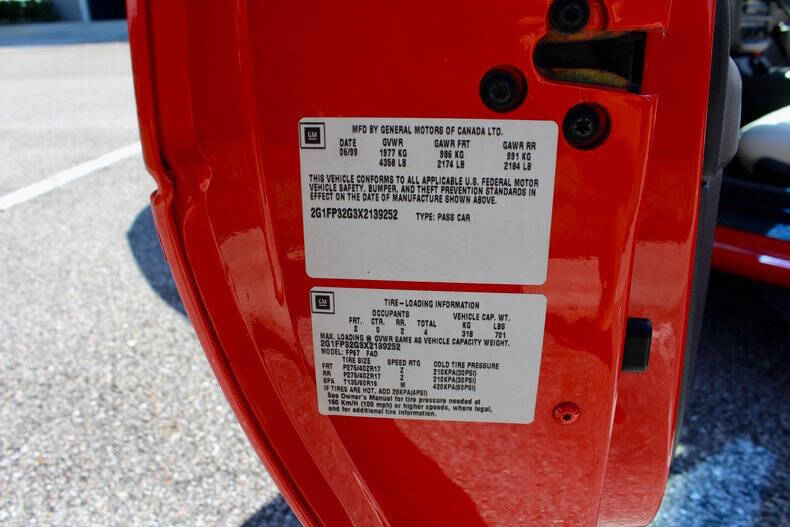 GM
MFD BY GENERAL MOTORS OF CANADA LTD.
DATE GVWR GAWR FRT GAWR RR
06/99 1977 KG 986 KG 991 KG
4358 LB 2174 LB 2184 LB
THIS VEHICLE CONFORMS TO ALL APPLICABLE U.S. FEDERAL MOTOR
VEHICLE SAFETY, BUMPER, AND THEFT PREVENTION STANDARDS IN
EFFECT ON THE DATE OF MANUFACTURE SHOWN ABOVE.
2G1FP32G3X2139252 TYPE: PASS CAR
GM
TIRE-LOADING INFORMATION
OCCUPANTS VEHICLE CAP. WT.
FRT. CTR. RR. TOTAL KG LBS
2 0 2 4 318 701
MAX. LOADING @ GVWR SAME AS VEHICLE CAPACITY WEIGHT.
2G1FP32G3X2139252
MODEL: FP67 FAD
TIRE SIZE SPEED RTG COLD TIRE PRESSURE
FRT P275/40ZR17 Z 210KPA(30PSI)
RR P275/40ZR17 Z 210KPA(30PSI)
SPA T135/80R16 M 420KPA(60PSI)
IF TIRES ARE HOT, ADD 28KPA(4PSI)
See Owner's Manual for tire pressure needed at
160 Km/H (100 mph) or higher speeds, where legal,
and for additional tire information.